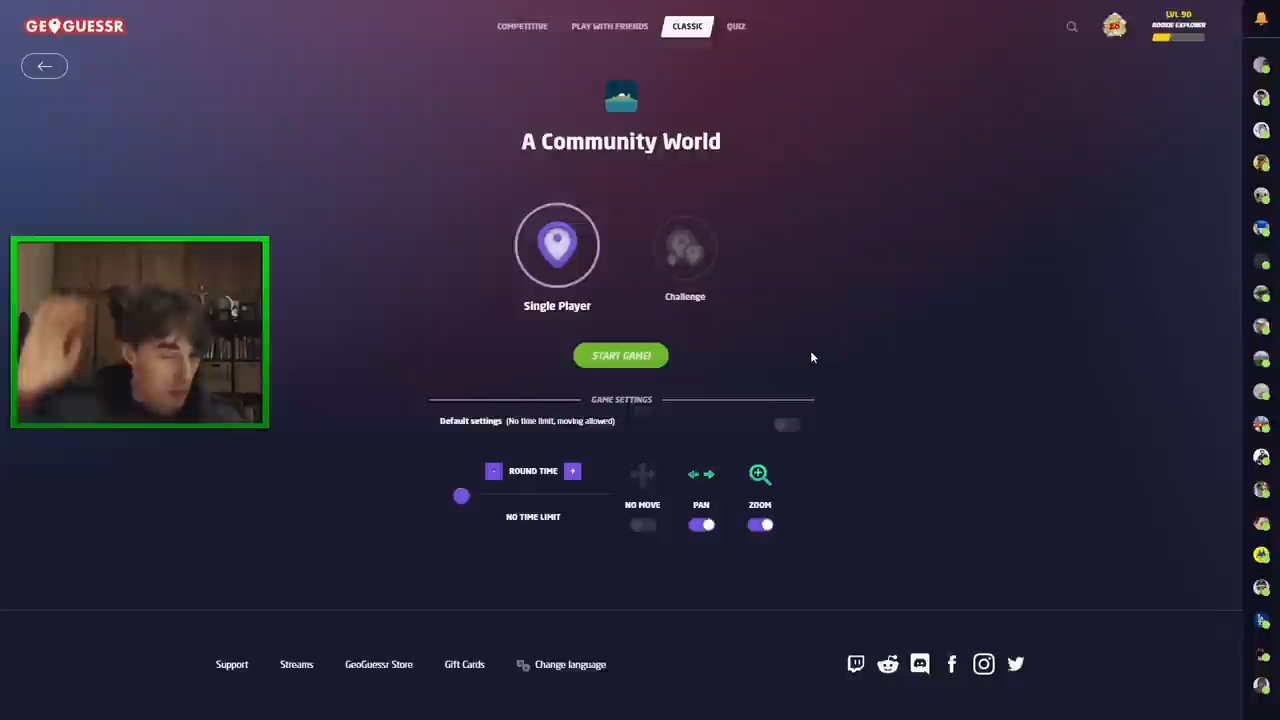 GEOGUESSR
COMPETITIVE
PLAY WITH FRIENDS
CLASSIC
QUIZ
LVL 90
ROOKIE EXPLORER
A Community World
Single Player
Challenge
START GAME!
GAME SETTINGS
Default settings (No time limit, moving allowed)
- ROUND TIME +
NO TIME LIMIT
NO MOVE
PAN
ZOOM
Support
Streams
GeoGuessr Store
Gift Cards
Change language